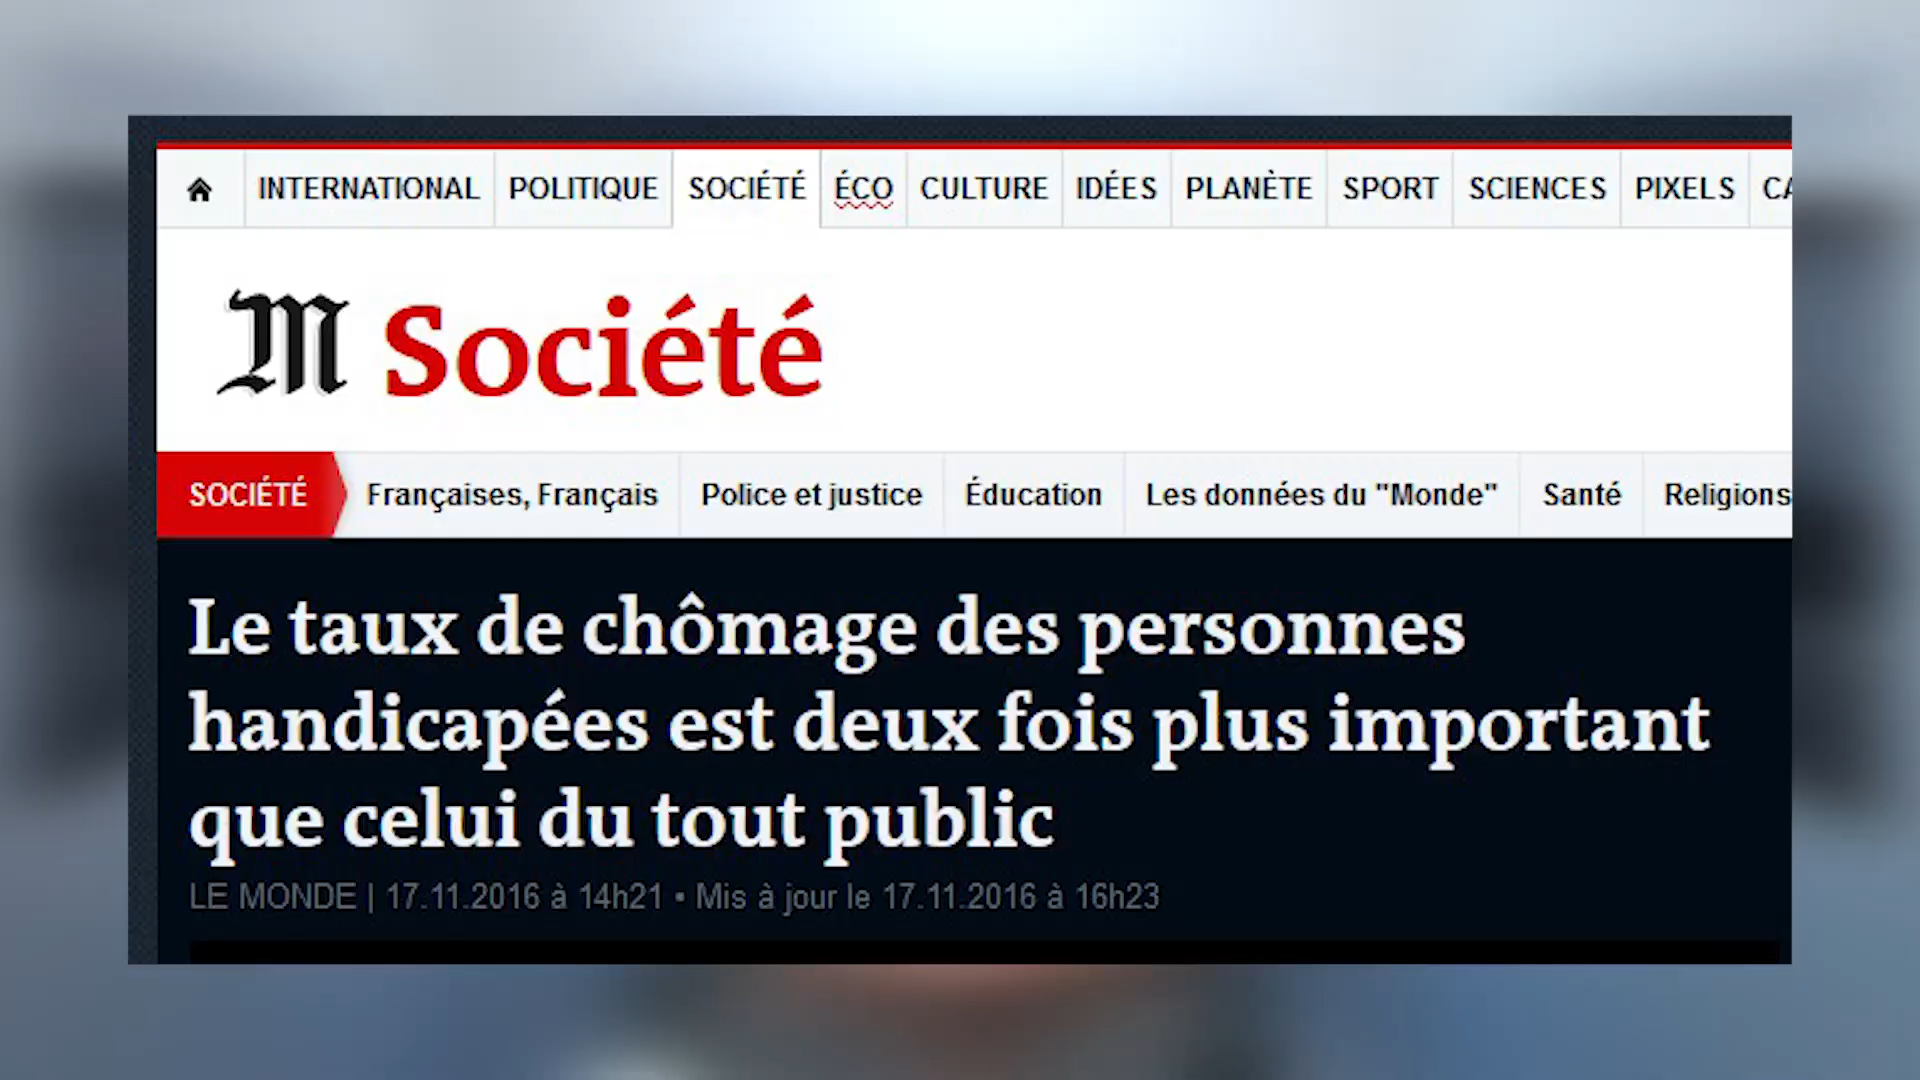 INTERNATIONAL POLITIQUE SOCIÉTÉ ÉCO CULTURE IDÉES PLANÈTE SPORT SCIENCES PIXELS
M Société
SOCIÉTÉ Françaises, Français Police et justice Éducation Les données du "Monde" Santé Religions
Le taux de chômage des personnes
handicapées est deux fois plus important
que celui du tout public
LE MONDE | 17.11.2016 à 14h21 • Mis à jour le 17.11.2016 à 16h23